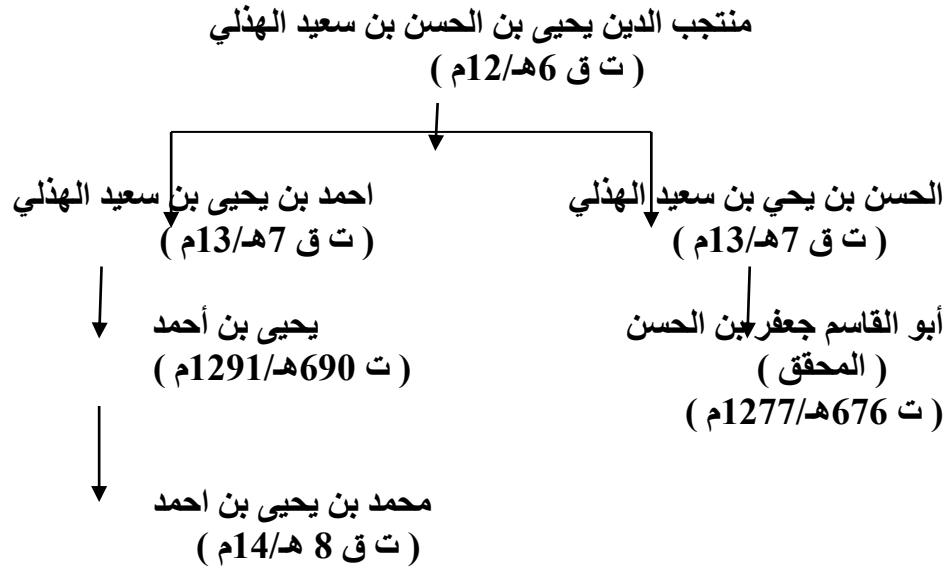 منتجب الدين يحيى بن الحسن بن سعيد الهذلي
( ت ق 6هـ/12م )
الحسن بن يحي بن سعيد الهذلي
( ت ق 7هـ/13م )
احمد بن يحيى بن سعيد الهذلي
( ت ق 7هـ/13م )
أبو القاسم جعفر بن الحسن
( المحقق )
( ت 676هـ/1277م )
يحيى بن أحمد
( ت 690هـ/1291م )
محمد بن يحيى بن احمد
( ت ق 8 هـ/14م )